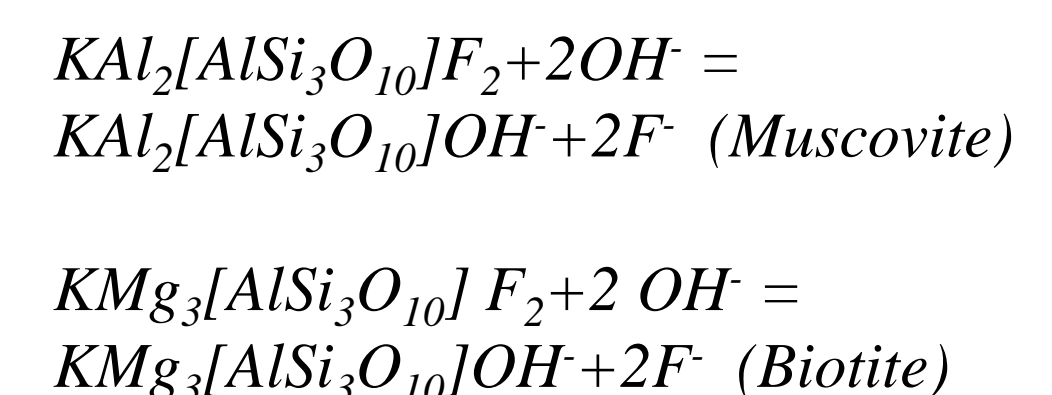 KAl₂[AlSi₃O₁₀]F₂+2OH⁻ =
KAl₂[AlSi₃O₁₀]OH⁻+2F⁻ (Muscovite)
KMg₃[AlSi₃O₁₀] F₂+2 OH⁻ =
KMg₃[AlSi₃O₁₀]OH⁻+2F⁻ (Biotite)